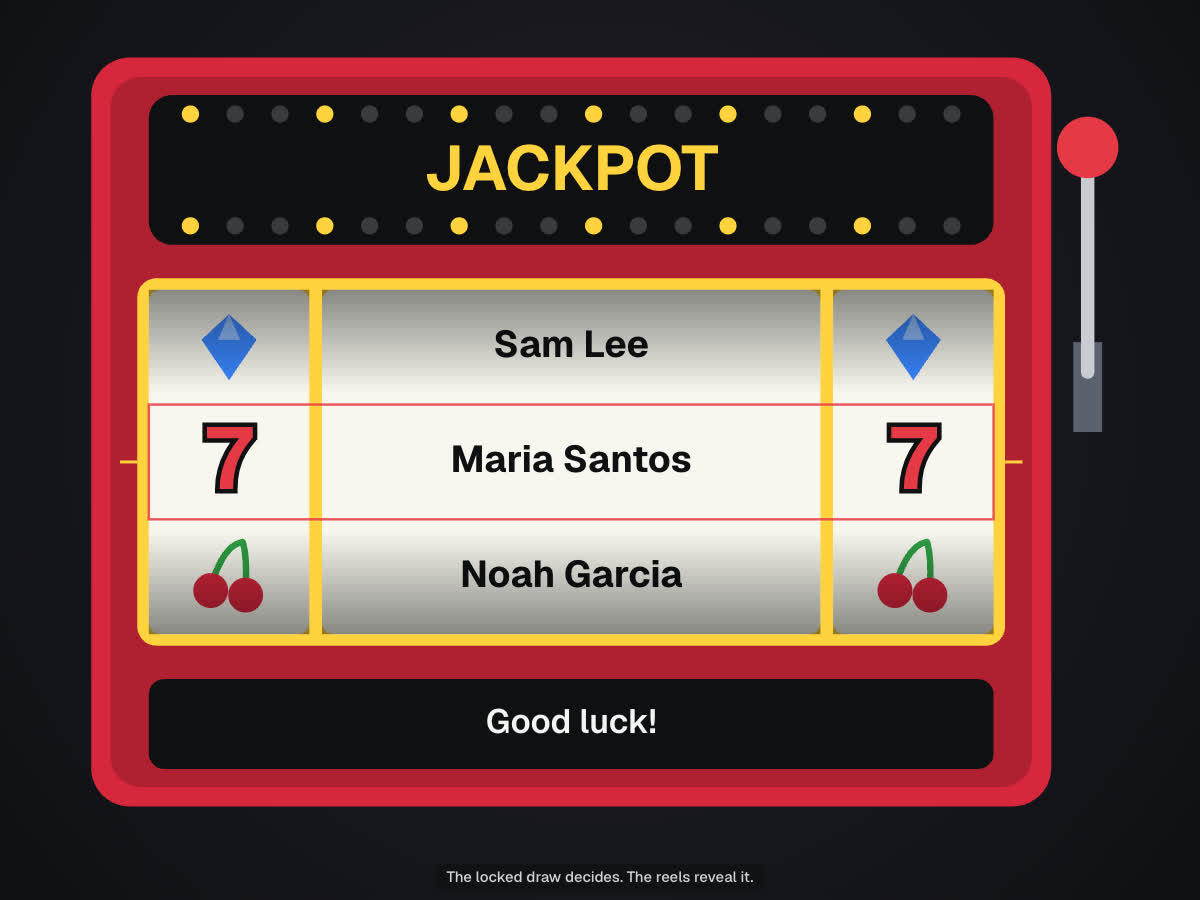 JACKPOT
Sam Lee
7 Maria Santos 7
Noah Garcia
Good luck!
The locked draw decides. The reels reveal it.